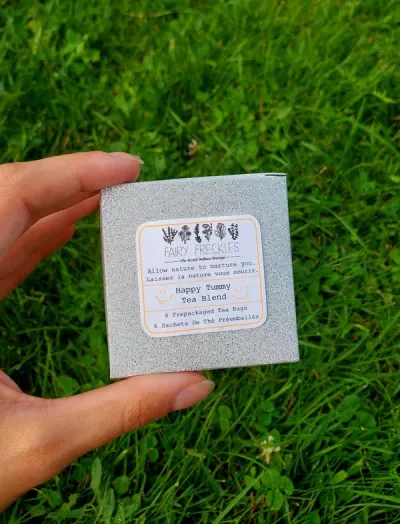 FAIRY FRECKLES
Allow nature to nurture you.
Laissez la nature vous nourir.
Happy Tummy
Tea Blend
6 Prepackaged Tea Bags
6 Sachets De Thé Préemballés